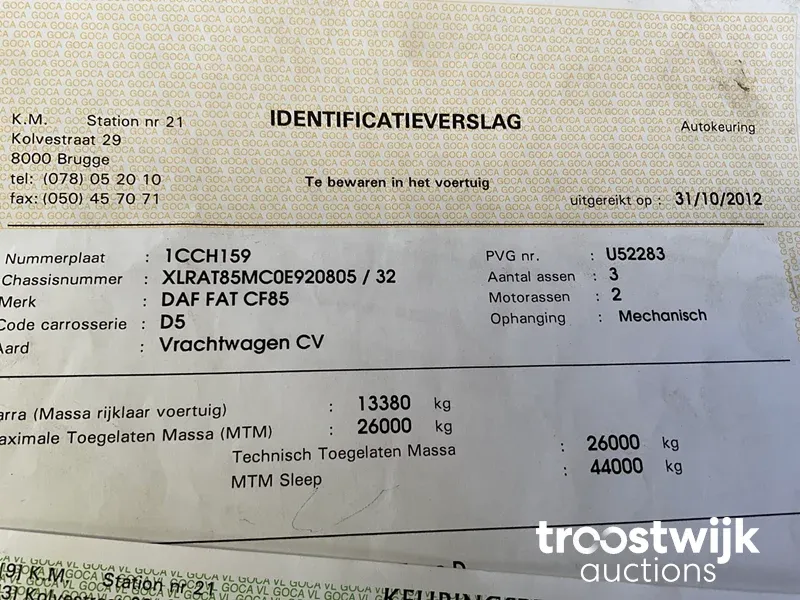 K.M. Station nr 21
Kolvestraat 29
8000 Brugge
tel: (078) 05 20 10
fax: (050) 45 70 71
IDENTIFICATIEVERSLAG
Te bewaren in het voertuig
Autokeuring
uitgereikt op : 31/10/2012
Nummerplaat : 1CCH159
Chassisnummer : XLRAT85MC0E920805 / 32
Merk : DAF FAT CF85
Code carrosserie : D5
Aard : Vrachtwagen CV
PVG nr. : U52283
Aantal assen : 3
Motorassen : 2
Ophanging : Mechanisch
arra (Massa rijklaar voertuig) : 13380 kg
aximale Toegelaten Massa (MTM) : 26000 kg
Technisch Toegelaten Massa : 26000 kg
MTM Sleep : 44000 kg
troostwijk
auctions
K.M. Station nr 21